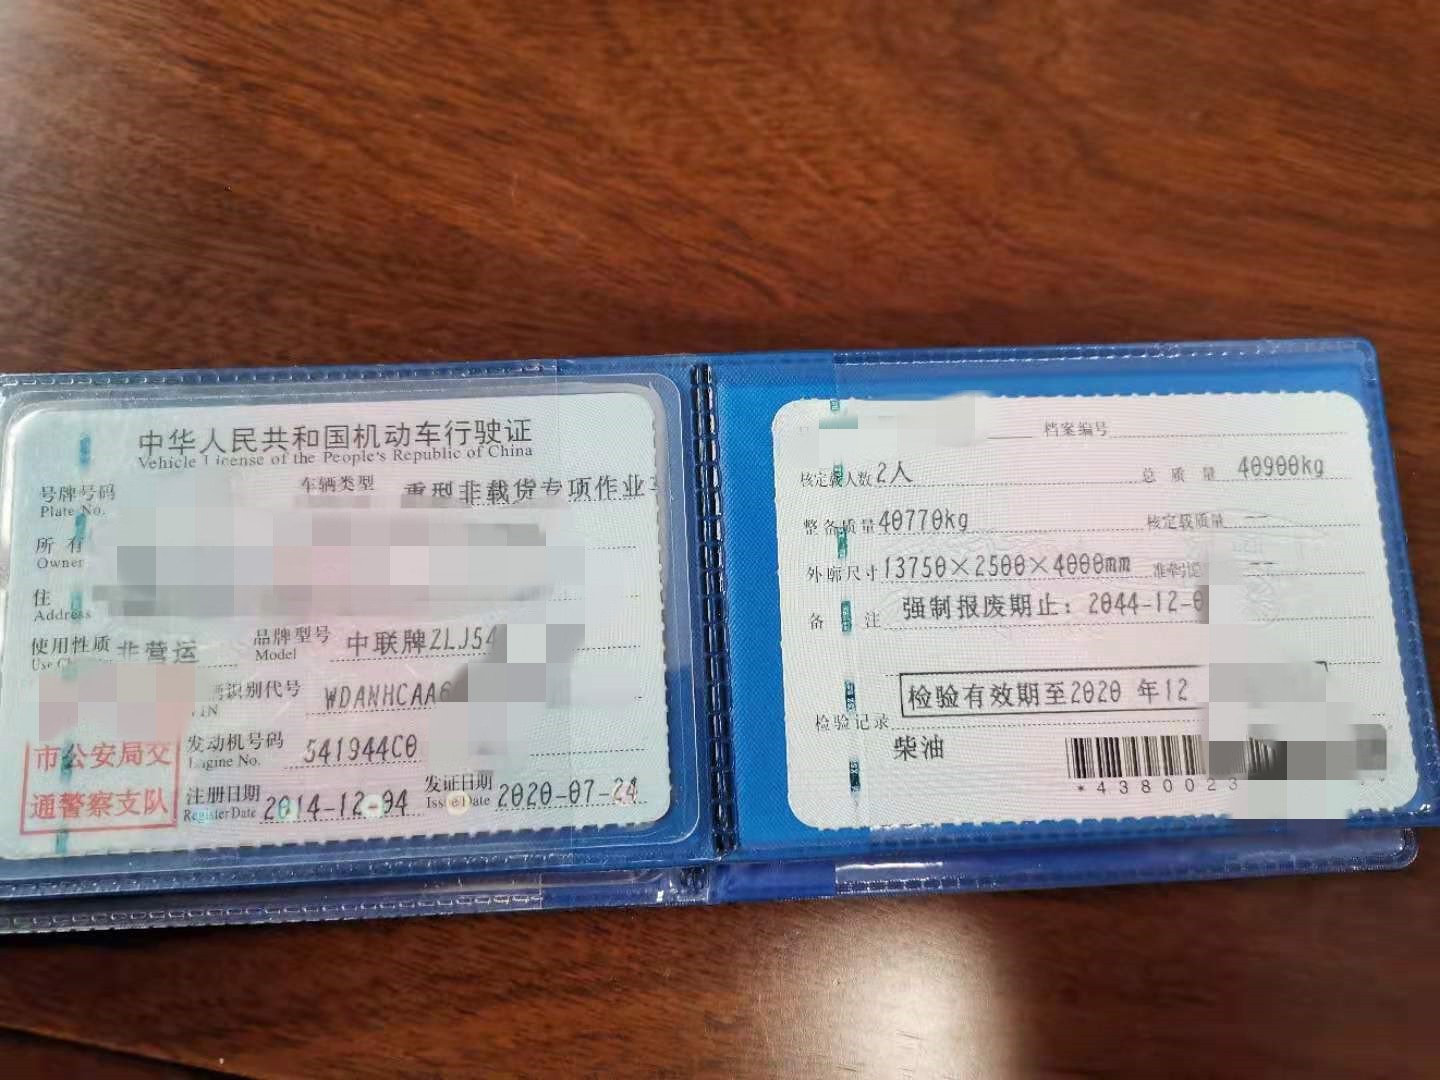 中华人民共和国机动车行驶证
Vehicle License of the People's Republic of China
号牌号码 车辆类型 重型非载货专项作业
Plate No.
所 有
Owner
住
Address
使用性质 非营运 品牌型号 中联牌ZLJ54
Model
识别代号 WDANHCAA6
VIN
发动机号码 541944C0
Engine No.
市公安局交
通警察支队
注册日期 2014-12-04 发证日期 2020-07-24
Register Date Issue Date
档案编号
核定载人数 2人 总 质 量 40900kg
整备质量 40770kg 核定载质量 --
外廓尺寸 13750×2500×4000mm 准牵引
备 注 强制报废期止: 2044-12-0
检验有效期至2020 年12
检验记录
柴油
*4380023